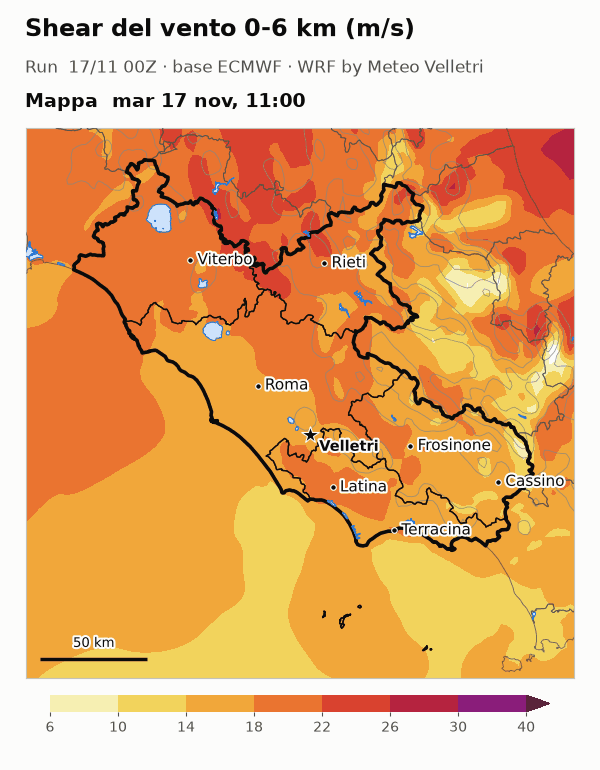 Shear del vento 0-6 km (m/s)
Run  17/11 00Z · base ECMWF · WRF by Meteo Velletri
Mappa  mar 17 nov, 11:00
Viterbo
Rieti
Roma
Velletri
Frosinone
Cassino
Latina
Terracina
50 km
6 10 14 18 22 26 30 40